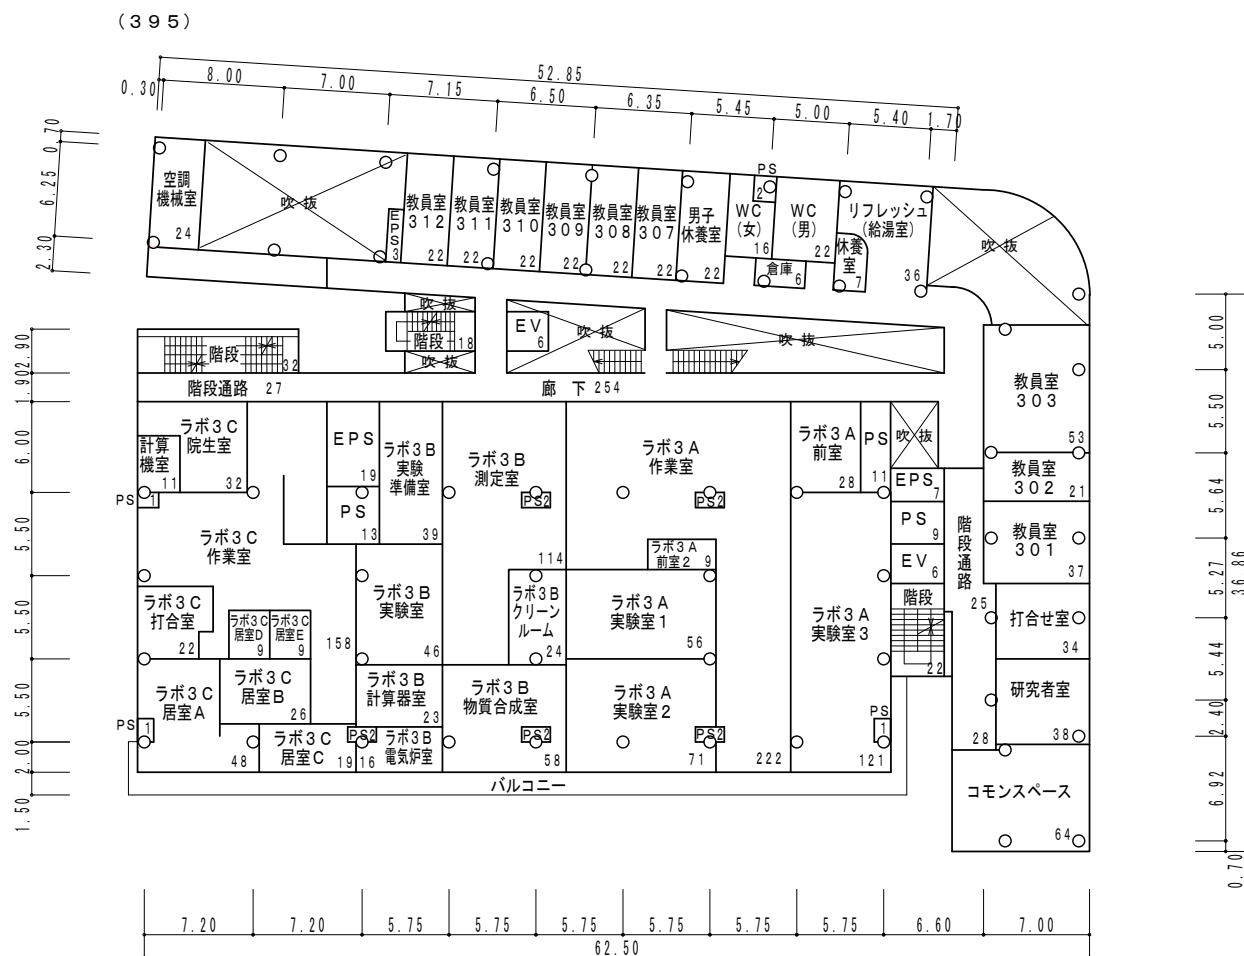 (３９５)
52.85
0.30
8.00
7.00
7.15
6.50
6.35
5.45
5.00
5.40
1.70
0.70
6.25
2.30
空調
機械室
24
吹 抜
EPS
3
教員室
３１２
22
教員室
３１１
22
教員室
３１０
22
教員室
３０９
22
教員室
３０８
22
教員室
３０７
22
男子
休養室
22
WC
(女)
16
PS
2
WC
(男)
22
倉庫
6
リフレッシュ
(給湯室)
36
休養
室
7
吹 抜
吹 抜
階段
18
吹 抜
EV
6
吹 抜
吹 抜
階段
32
階段通路 27
廊 下 254
2.90
1.90
6.00
5.50
5.50
5.50
2.00
1.50
ラボ３Ｃ
院生室
32
計算
機室
11
PS
1
EPS
19
PS
13
ラボ３Ｂ
実験
準備室
39
ラボ３Ｂ
測定室
114
PS2
ラボ３Ａ
作業室
222
PS2
ラボ３Ａ
前室
28
PS
11
吹 抜
EPS
7
PS
9
EV
6
階段
22
階段通路
25
28
教員室
３０３
53
教員室
３０２
21
教員室
３０１
37
打合せ室
34
研究者室
38
コモンスペース
64
ラボ３Ｃ
作業室
158
ラボ３Ｃ
打合室
22
ラボ３Ｃ
居室D
9
ラボ３Ｃ
居室E
9
ラボ３Ｂ
実験室
46
ラボ３Ｂ
クリーン
ルーム
24
ラボ３Ａ
前室２
9
ラボ３Ａ
実験室１
56
ラボ３Ａ
実験室３
121
PS
1
ラボ３Ｃ
居室Ａ
48
PS
1
ラボ３Ｃ
居室Ｂ
26
ラボ３Ｃ
居室Ｃ
19
PS2
ラボ３Ｂ
計算器室
23
ラボ３Ｂ
電気炉室
16
ラボ３Ｂ
物質合成室
58
PS2
ラボ３Ａ
実験室２
71
PS2
バルコニー
5.00
5.50
5.64
5.27
5.44
2.40
6.92
0.70
36.86
7.20
7.20
5.75
5.75
5.75
5.75
5.75
6.60
7.00
62.50